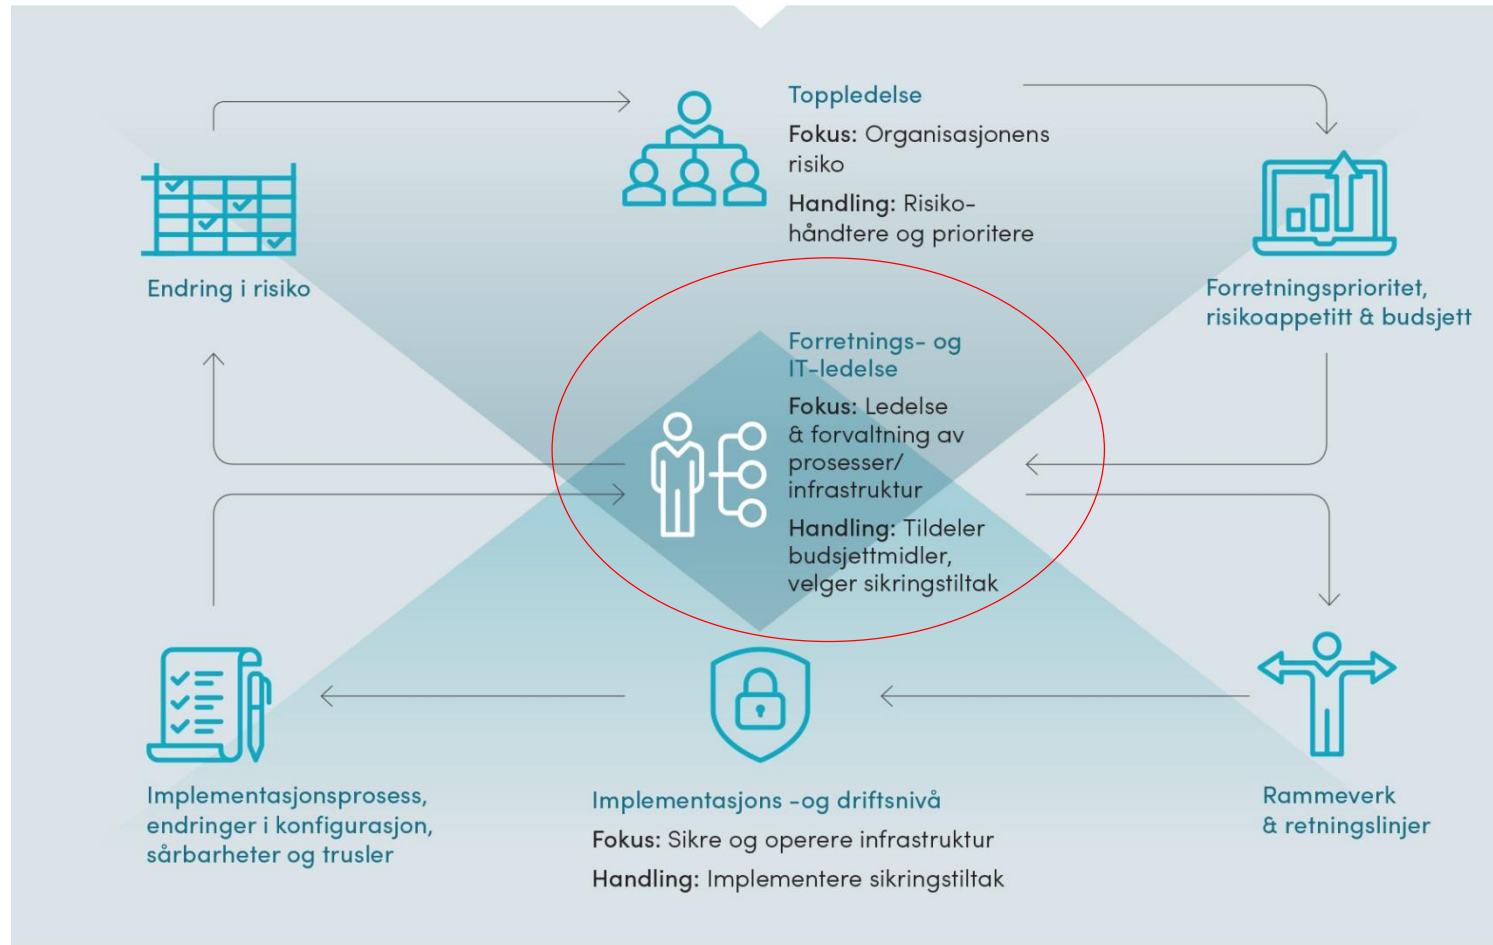 Toppledelse
Fokus: Organisasjonens
risiko
Handling: Risiko-
håndtere og prioritere
Endring i risiko
Forretningsprioritet,
risikoappetitt & budsjett
Forretnings- og
IT-ledelse
Fokus: Ledelse
& forvaltning av
prosesser/
infrastruktur
Handling: Tildeler
budsjettmidler,
velger sikringstiltak
Implementasjonsprosess,
endringer i konfigurasjon,
sårbarheter og trusler
Implementasjons -og driftsnivå
Fokus: Sikre og operere infrastruktur
Handling: Implementere sikringstiltak
Rammeverk
& retningslinjer